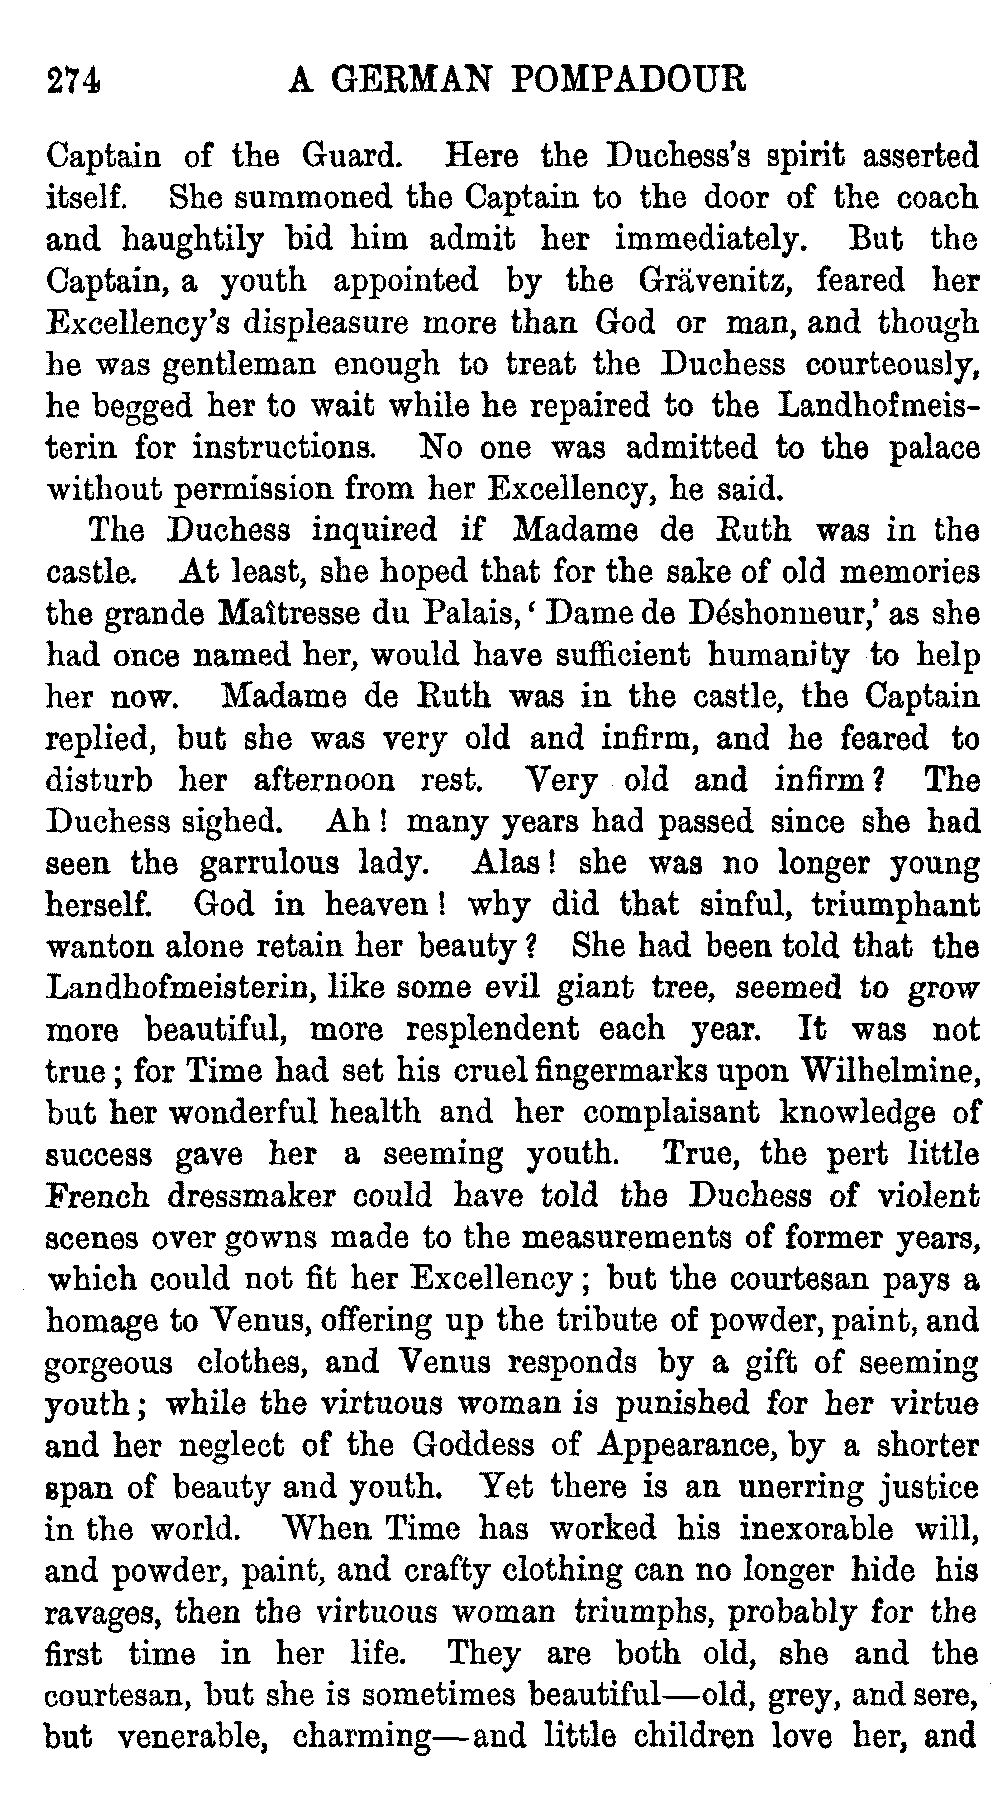 274 A GERMAN POMPADOUR
Captain of the Guard. Here the Duchess's spirit asserted
itself. She summoned the Captain to the door of the coach
and haughtily bid him admit her immediately. But the
Captain, a youth appointed by the Grävenitz, feared her
Excellency's displeasure more than God or man, and though
he was gentleman enough to treat the Duchess courteously,
he begged her to wait while he repaired to the Landhofmeis-
terin for instructions. No one was admitted to the palace
without permission from her Excellency, he said.
The Duchess inquired if Madame de Ruth was in the
castle. At least, she hoped that for the sake of old memories
the grande Maîtresse du Palais, 'Dame de Déshonneur,' as she
had once named her, would have sufficient humanity to help
her now. Madame de Ruth was in the castle, the Captain
replied, but she was very old and infirm, and he feared to
disturb her afternoon rest. Very old and infirm? The
Duchess sighed. Ah! many years had passed since she had
seen the garrulous lady. Alas! she was no longer young
herself. God in heaven! why did that sinful, triumphant
wanton alone retain her beauty? She had been told that the
Landhofmeisterin, like some evil giant tree, seemed to grow
more beautiful, more resplendent each year. It was not
true; for Time had set his cruel fingermarks upon Wilhelmine,
but her wonderful health and her complaisant knowledge of
success gave her a seeming youth. True, the pert little
French dressmaker could have told the Duchess of violent
scenes over gowns made to the measurements of former years,
which could not fit her Excellency; but the courtesan pays a
homage to Venus, offering up the tribute of powder, paint, and
gorgeous clothes, and Venus responds by a gift of seeming
youth; while the virtuous woman is punished for her virtue
and her neglect of the Goddess of Appearance, by a shorter
span of beauty and youth. Yet there is an unerring justice
in the world. When Time has worked his inexorable will,
and powder, paint, and crafty clothing can no longer hide his
ravages, then the virtuous woman triumphs, probably for the
first time in her life. They are both old, she and the
courtesan, but she is sometimes beautiful—old, grey, and sere,
but venerable, charming—and little children love her, and